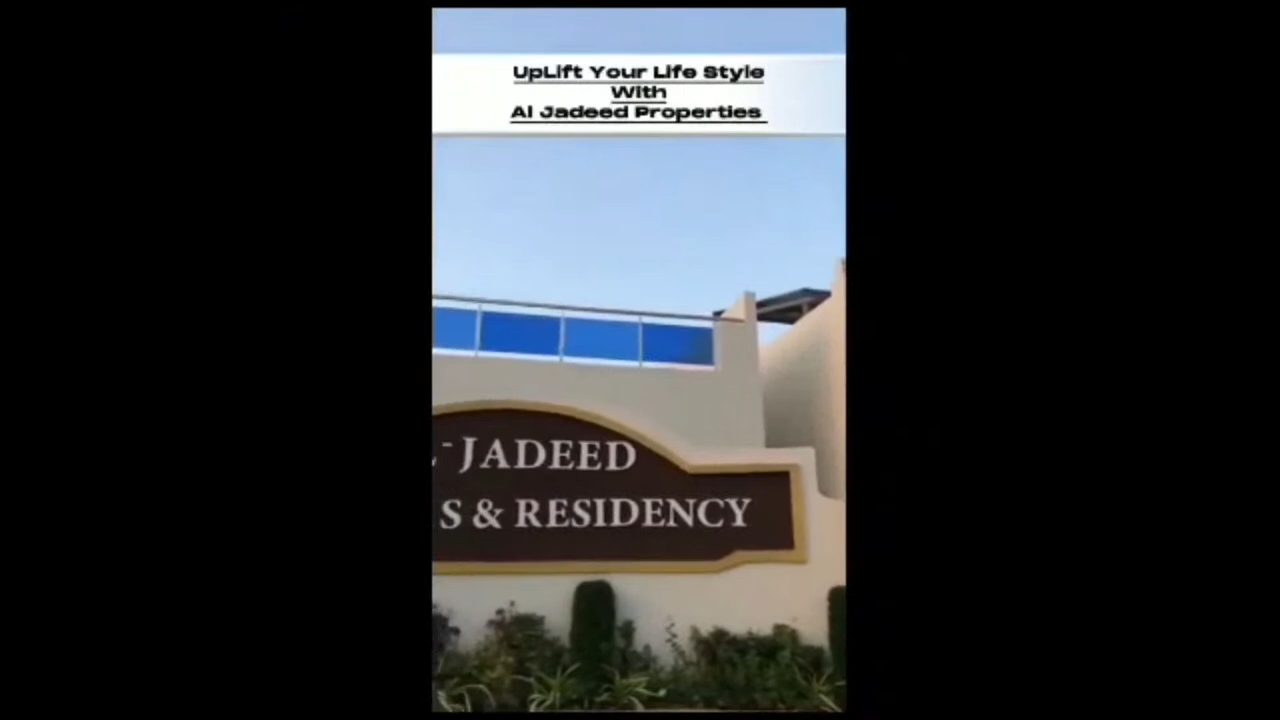 UpLift Your Life Style
With
Al Jadeed Properties
JADEED
S & RESIDENCY